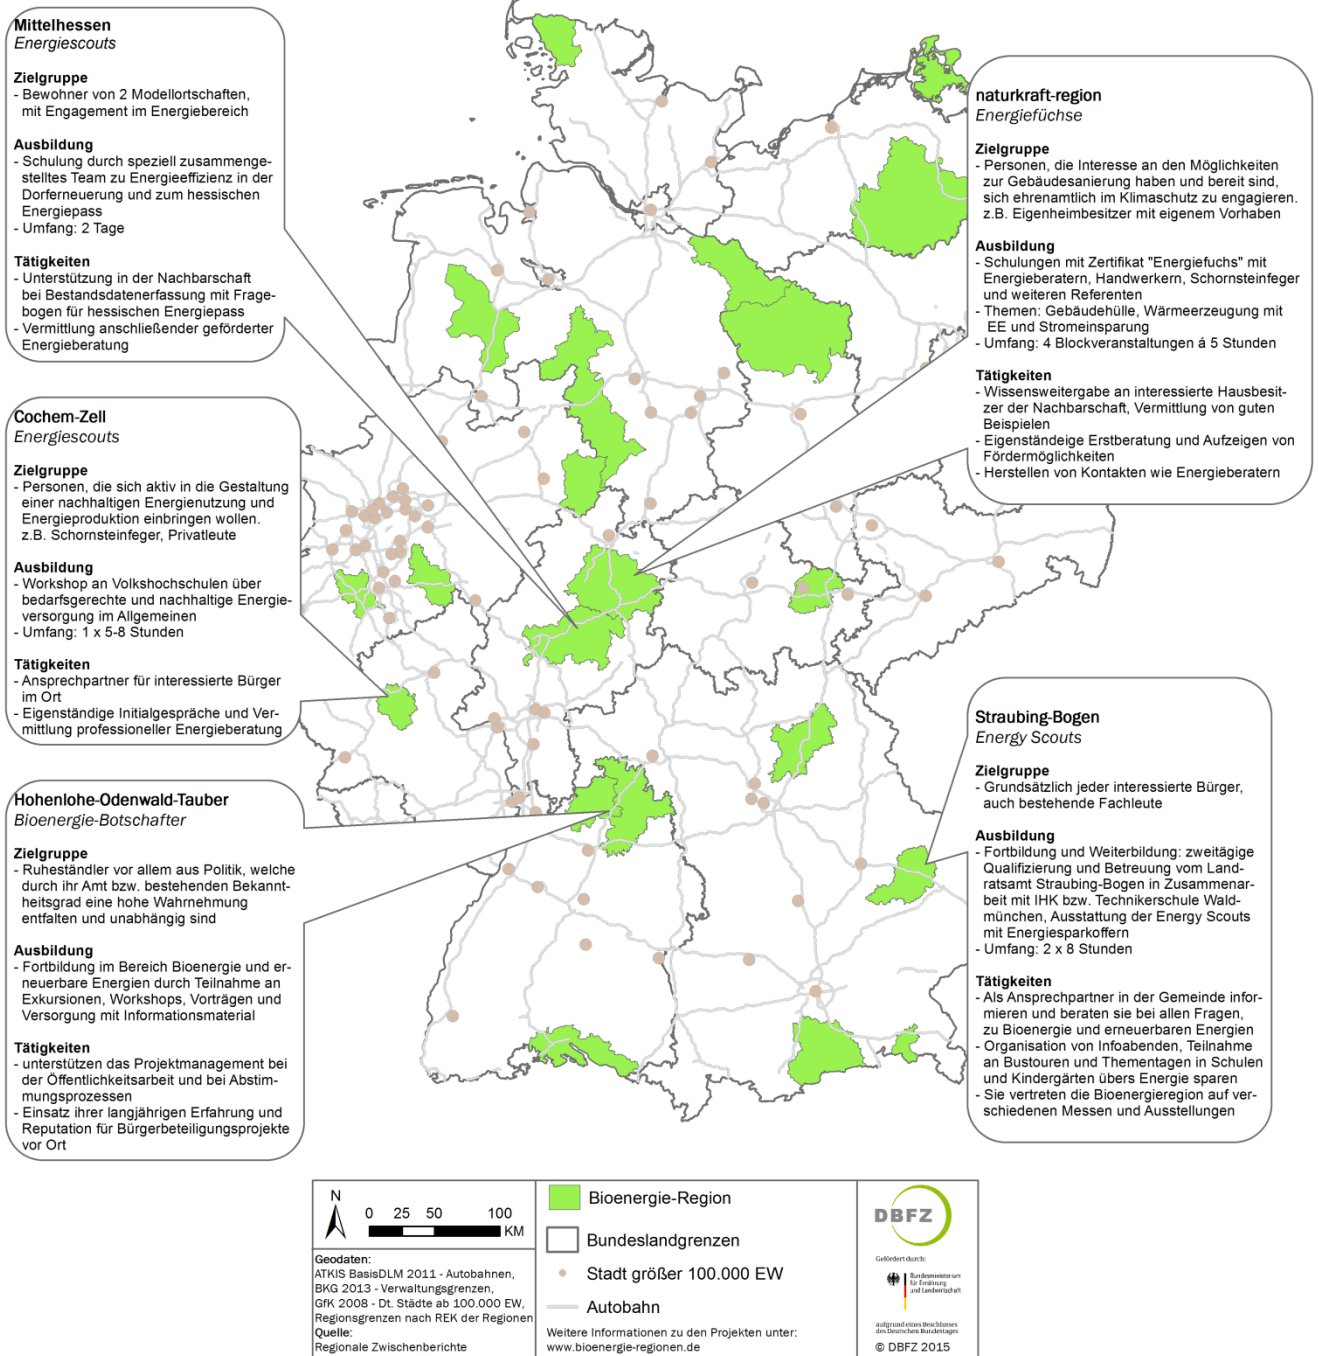 Mittelhessen
Energiescouts
Zielgruppe
- Bewohner von 2 Modellortschaften,
mit Engagement im Energiebereich
Ausbildung
- Schulung durch speziell zusammenge-
stelltes Team zu Energieeffizienz in der
Dorferneuerung und zum hessischen
Energiepass
- Umfang: 2 Tage
Tätigkeiten
- Unterstützung in der Nachbarschaft
bei Bestandsdatenerfassung mit Frage-
bogen für hessischen Energiepass
- Vermittlung anschließender geförderter
Energieberatung
Cochem-Zell
Energiescouts
Zielgruppe
- Personen, die sich aktiv in die Gestaltung
einer nachhaltigen Energienutzung und
Energieproduktion einbringen wollen.
z.B. Schornsteinfeger, Privatleute
Ausbildung
- Workshop an Volkshochschulen über
bedarfsgerechte und nachhaltige Energie-
versorgung im Allgemeinen
- Umfang: 1 x 5-8 Stunden
Tätigkeiten
- Ansprechpartner für interessierte Bürger
im Ort
- Eigenständige Initialgespräche und Ver-
mittlung professioneller Energieberatung
Hohenlohe-Odenwald-Tauber
Bioenergie-Botschafter
Zielgruppe
- Ruheständler vor allem aus Politik, welche
durch ihr Amt bzw. bestehenden Bekannt-
heitsgrad eine hohe Wahrnehmung
entfalten und unabhängig sind
Ausbildung
- Fortbildung im Bereich Bioenergie und er-
neuerbare Energien durch Teilnahme an
Exkursionen, Workshops, Vorträgen und
Versorgung mit Informationsmaterial
Tätigkeiten
- unterstützen das Projektmanagement bei
der Öffentlichkeitsarbeit und bei Abstim-
mungsprozessen
- Einsatz ihrer langjährigen Erfahrung und
Reputation für Bürgerbeteiligungsprojekte
vor Ort
naturkraft-region
Energiefüchse
Zielgruppe
- Personen, die Interesse an den Möglichkeiten
zur Gebäudesanierung haben und bereit sind,
sich ehrenamtlich im Klimaschutz zu engagieren.
z.B. Eigenheimbesitzer mit eigenem Vorhaben
Ausbildung
- Schulungen mit Zertifikat "Energiefuchs" mit
Energieberatern, Handwerkern, Schornsteinfeger
und weiteren Referenten
- Themen: Gebäudehülle, Wärmeerzeugung mit
EE und Stromeinsparung
- Umfang: 4 Blockveranstaltungen á 5 Stunden
Tätigkeiten
- Wissensweitergabe an interessierte Hausbesit-
zer der Nachbarschaft, Vermittlung von guten
Beispielen
- Eigenständeige Erstberatung und Aufzeigen von
Fördermöglichkeiten
- Herstellen von Kontakten wie Energieberatern
Straubing-Bogen
Energy Scouts
Zielgruppe
- Grundsätzlich jeder interessierte Bürger,
auch bestehende Fachleute
Ausbildung
- Fortbildung und Weiterbildung: zweitägige
Qualifizierung und Betreuung vom Land-
ratsamt Straubing-Bogen in Zusammenar-
beit mit IHK bzw. Technikerschule Wald-
münchen, Ausstattung der Energy Scouts
mit Energiesparkoffern
- Umfang: 2 x 8 Stunden
Tätigkeiten
- Als Ansprechpartner in der Gemeinde infor-
mieren und beraten sie bei allen Fragen,
zu Bioenergie und erneuerbaren Energien
- Organisation von Infoabenden, Teilnahme
an Bustouren und Thementagen in Schulen
und Kindergärten übers Energie sparen
- Sie vertreten die Bioenergieregion auf ver-
schiedenen Messen und Ausstellungen
N
0 25 50 100
KM
Geodaten:
ATKIS BasisDLM 2011 - Autobahnen,
BKG 2013 - Verwaltungsgrenzen,
GfK 2008 - Dt. Städte ab 100.000 EW,
Regionsgrenzen nach REK der Regionen
Quelle:
Regionale Zwischenberichte
Bioenergie-Region
Bundeslandgrenzen
Stadt größer 100.000 EW
Autobahn
Weitere Informationen zu den Projekten unter:
www.bioenergie-regionen.de
DBFZ
Gefördert durch:
Bundesministerium
für Ernährung
und Landwirtschaft
aufgrund eines Beschlusses
des Deutschen Bundestages
© DBFZ 2015